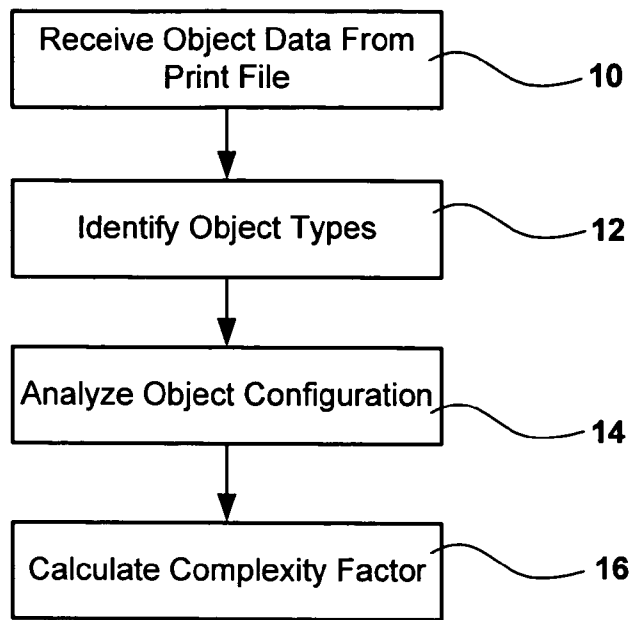 Receive Object Data From
Print File
10
Identify Object Types
12
Analyze Object Configuration
14
Calculate Complexity Factor
16